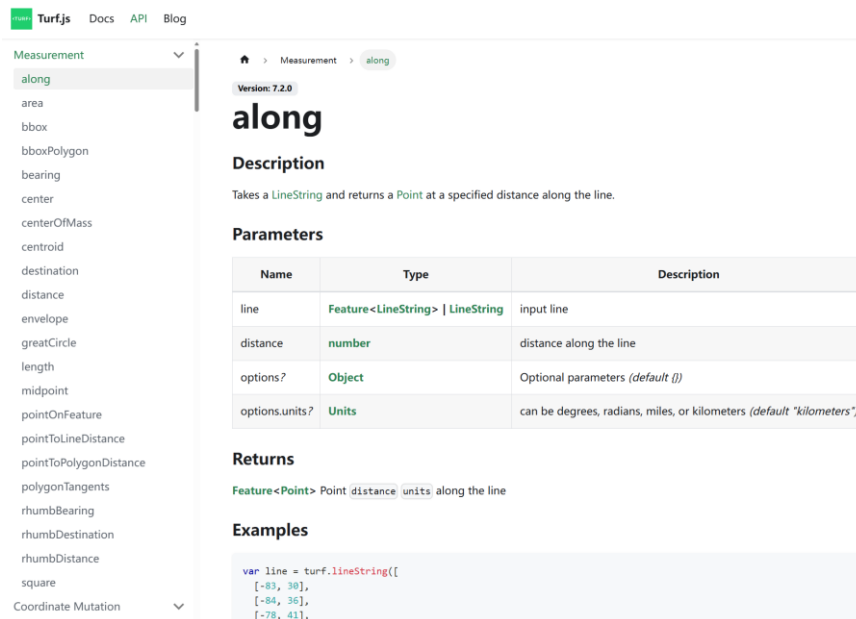 TURF Turf.js Docs API Blog
Measurement
along
area
bbox
bboxPolygon
bearing
center
centerOfMass
centroid
destination
distance
envelope
greatCircle
length
midpoint
pointOnFeature
pointToLineDistance
pointToPolygonDistance
polygonTangents
rhumbBearing
rhumbDestination
rhumbDistance
square
Coordinate Mutation
Measurement along
Version: 7.2.0
along
Description
Takes a LineString and returns a Point at a specified distance along the line.
Parameters
Name Type Description
line Feature<LineString> | LineString input line
distance number distance along the line
options? Object Optional parameters (default {})
options.units? Units can be degrees, radians, miles, or kilometers (default "kilometers")
Returns
Feature<Point> Point distance units along the line
Examples
var line = turf.lineString([
[-83, 30],
[-84, 36],
[-78, 41],